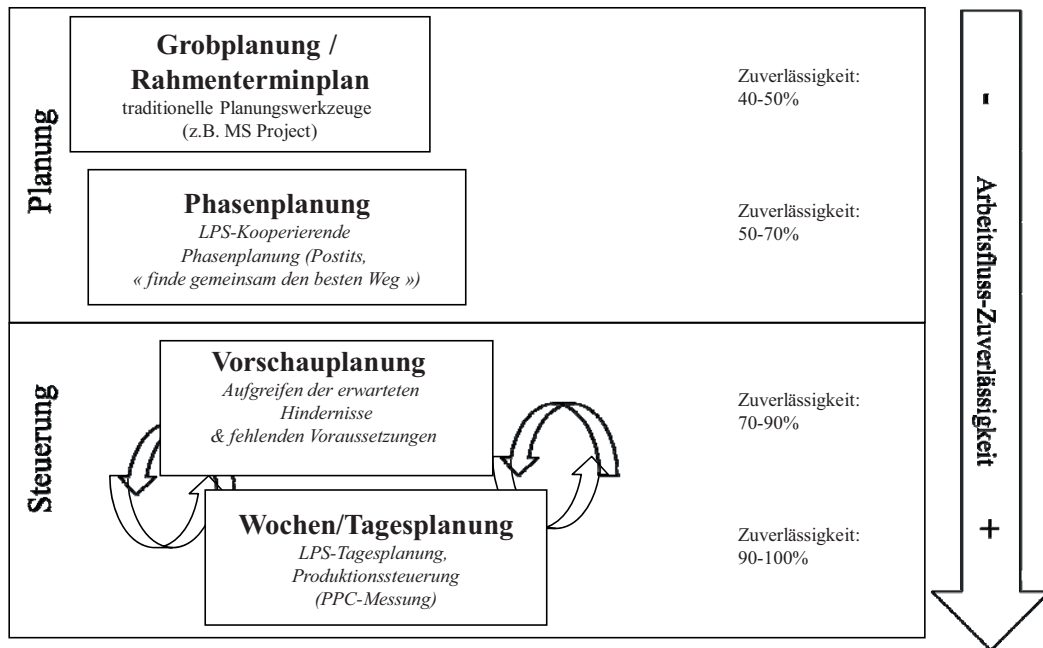 Planung
Grobplanung /
Rahmenterminplan
traditionelle Planungswerkzeuge
(z.B. MS Project)
Zuverlässigkeit:
40-50%
Phasenplanung
LPS-Kooperierende
Phasenplanung (Postits,
« finde gemeinsam den besten Weg »)
Zuverlässigkeit:
50-70%
Steuerung
Vorschauplanung
Aufgreifen der erwarteten
Hindernisse
& fehlenden Voraussetzungen
Zuverlässigkeit:
70-90%
Wochen/Tagesplanung
LPS-Tagesplanung,
Produktionssteuerung
(PPC-Messung)
Zuverlässigkeit:
90-100%
-
Arbeitsfluss-Zuverlässigkeit
+